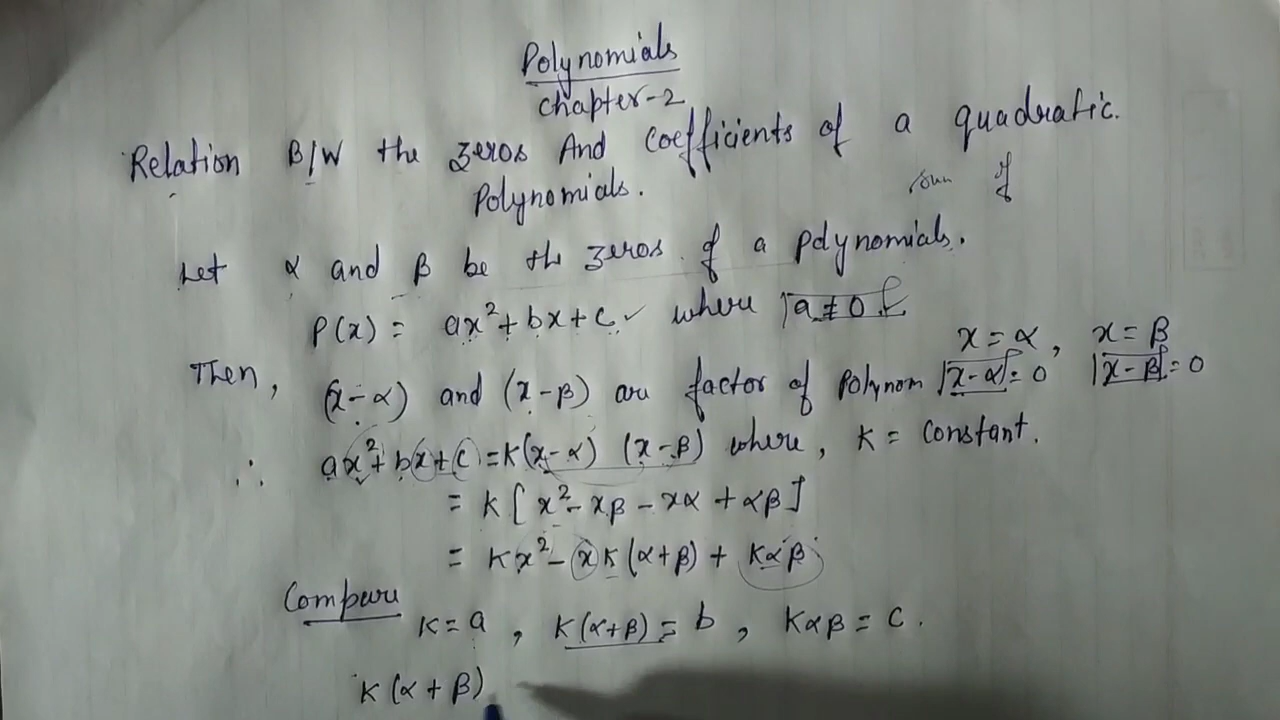 Polynomials
chapter-2
Relation B/W the zeros And Coefficients of a quadratic.
Polynomials.
sum of
Let α and β be the zeros of a polynomials.
P(x) = ax²+bx+c, where a≠0
x=α, x=β
Then, (x-α) and (x-β) are factor of Polynom x-α=0 x-β=0
∴ ax²+bx+c=K(x-α) (x-β) where, K = constant.
= K[x²-xβ-xα+αβ]
= Kx²-xK(α+β)+Kαβ
Compare
K=a, K(α+β)=b, Kαβ=c.
K(α+β)